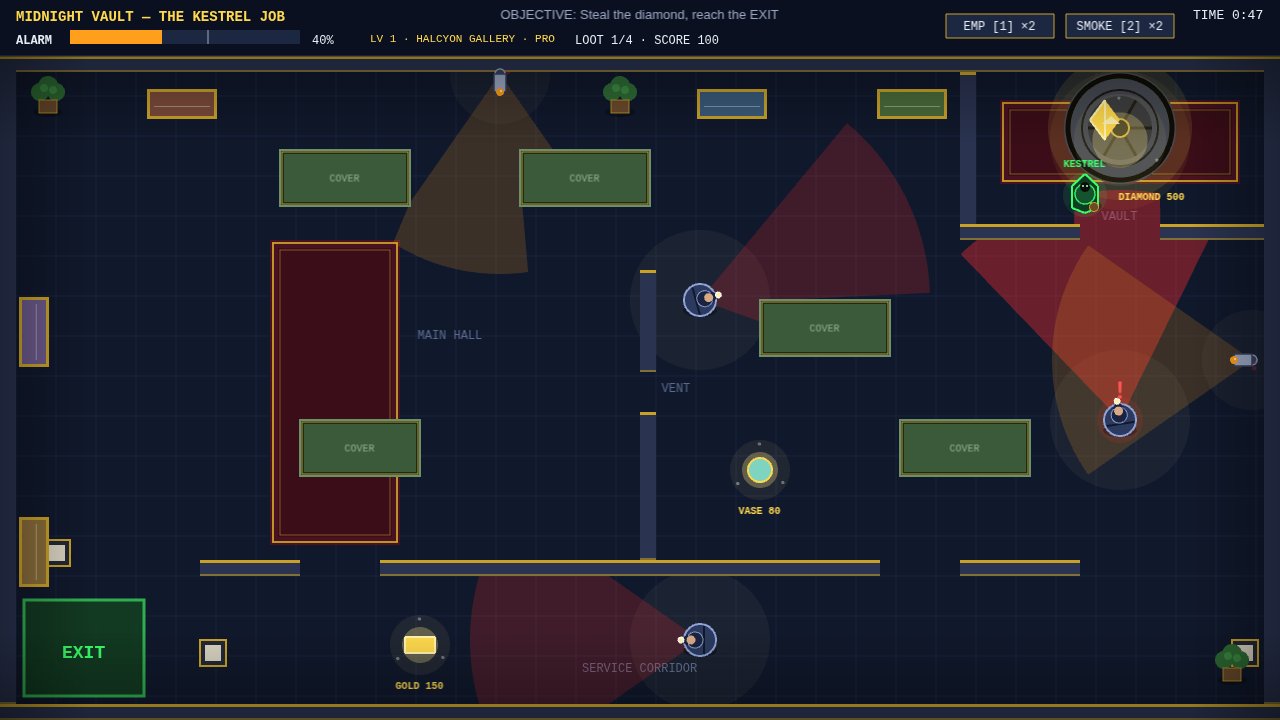 MIDNIGHT VAULT — THE KESTREL JOB
OBJECTIVE: Steal the diamond, reach the EXIT
EMP [1] ×2
SMOKE [2] ×2
TIME 0:47
ALARM
40%
LV 1 · HALCYON GALLERY · PRO
LOOT 1/4 · SCORE 100
KESTREL
COVER
COVER
DIAMOND 500
VAULT
MAIN HALL
COVER
VENT
!
COVER
COVER
VASE 80
EXIT
SERVICE CORRIDOR
GOLD 150